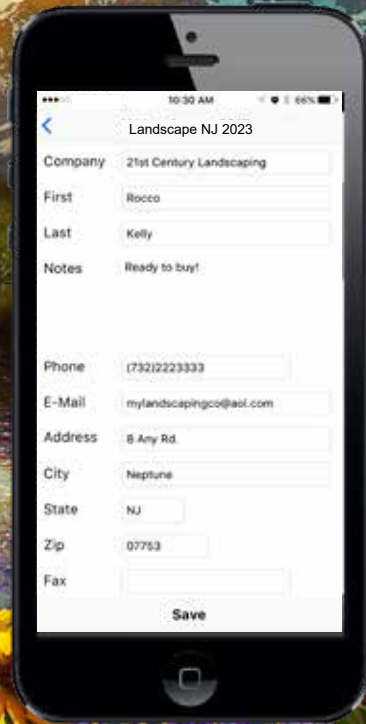 10:30 AM 66%
Landscape NJ 2023
Company 21st Century Landscaping
First Rocco
Last Kelly
Notes Ready to buy!
Phone (732)2223333
E-Mail mylandscapingco@aol.com
Address 8 Any Rd.
City Neptune
State NJ
Zip 07753
Fax
Save